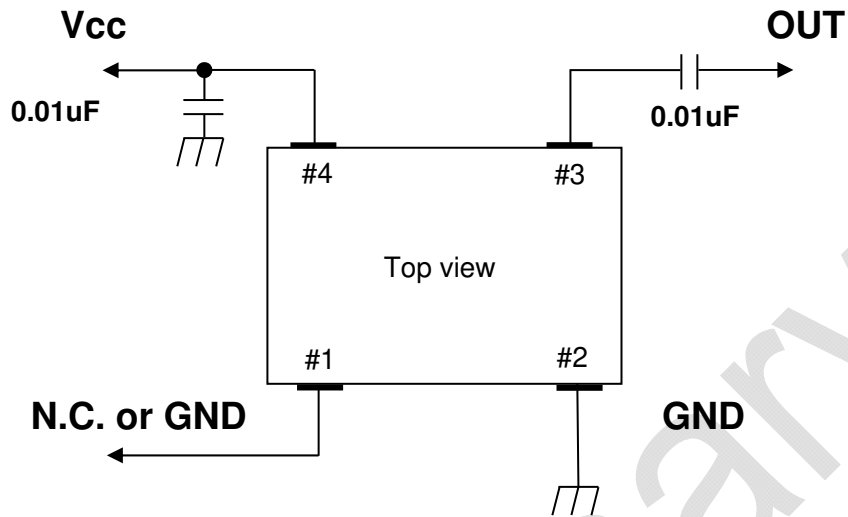 Vcc
OUT
0.01uF
0.01uF
#4
#3
Top view
#1
#2
N.C. or GND
GND